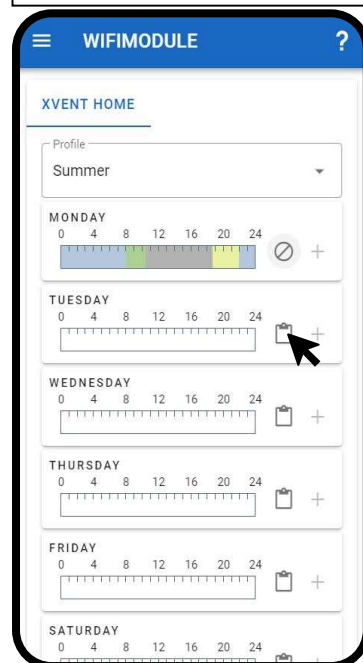 WIFIMODULE ?
XVENT HOME
Profile
Summer
MONDAY
0 4 8 12 16 20 24
TUESDAY
0 4 8 12 16 20 24
WEDNESDAY
0 4 8 12 16 20 24
THURSDAY
0 4 8 12 16 20 24
FRIDAY
0 4 8 12 16 20 24
SATURDAY
0 4 8 12 16 20 24